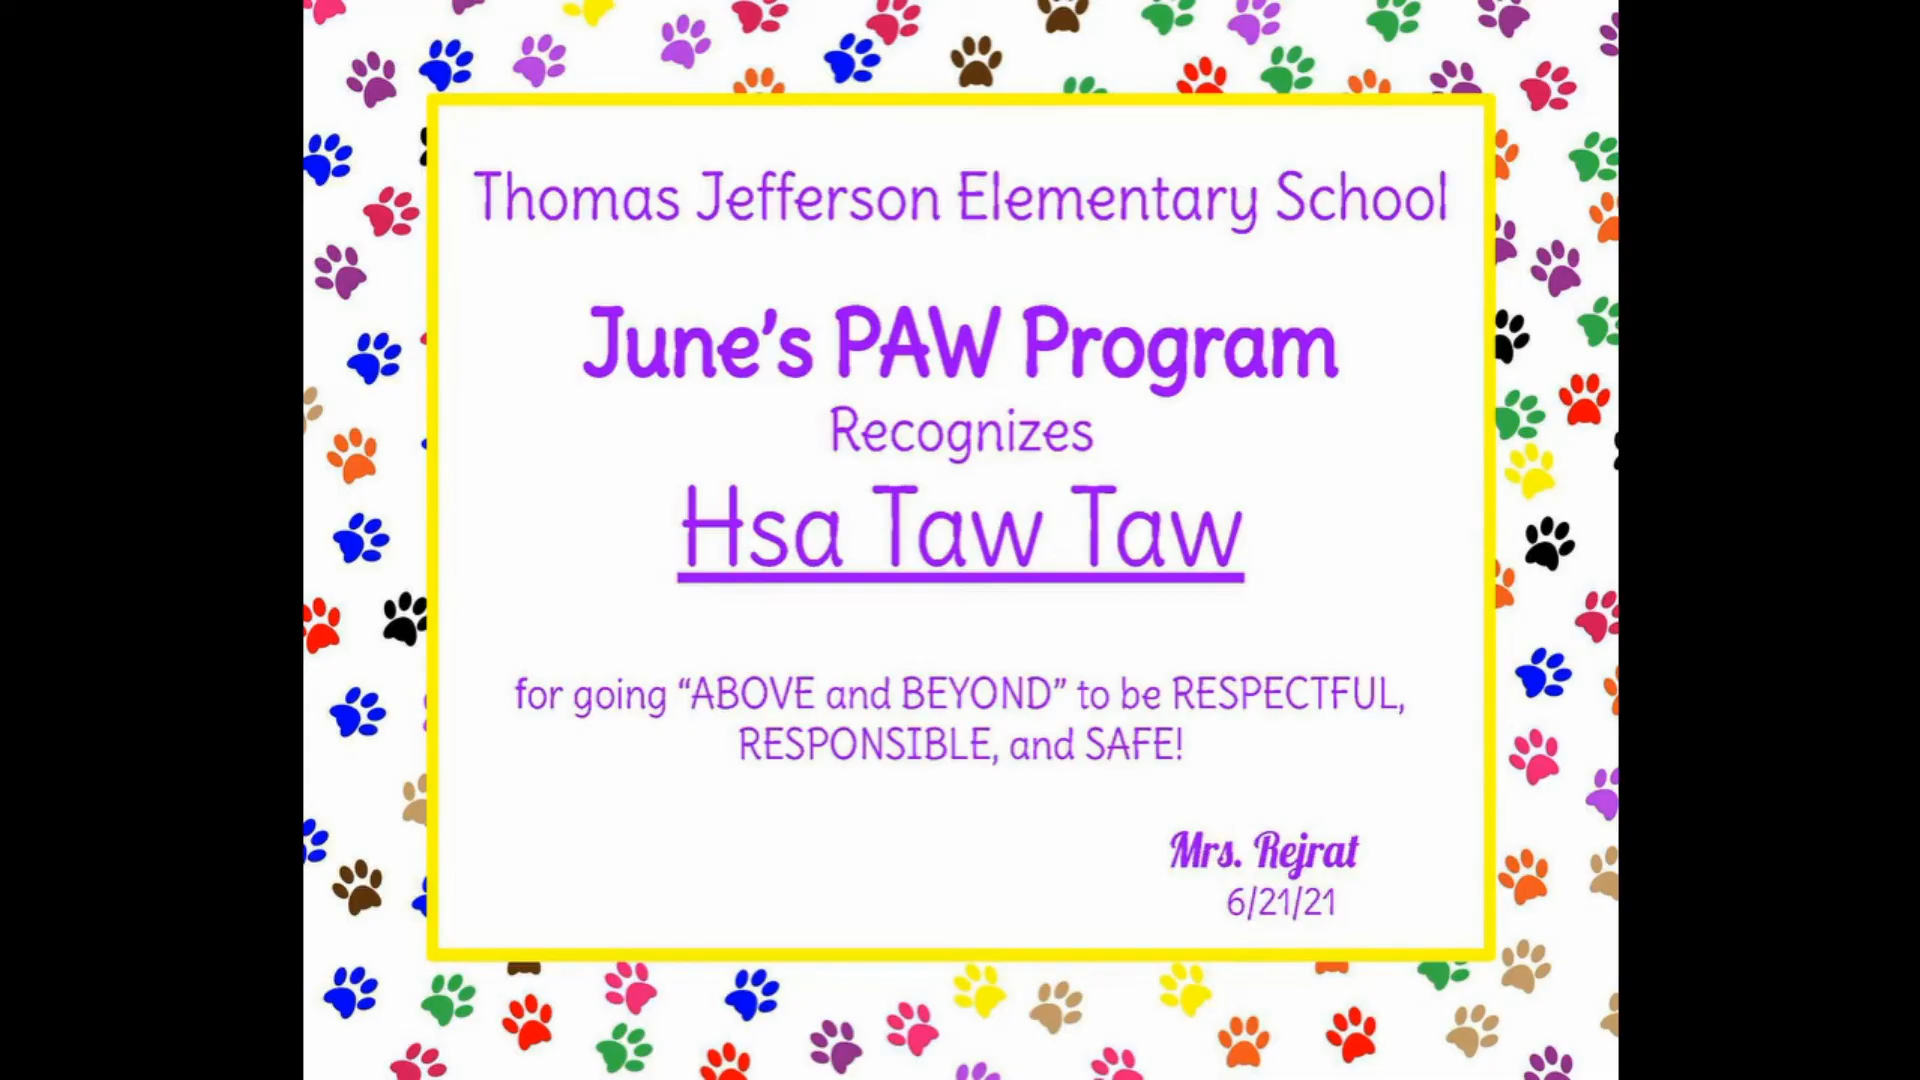 Thomas Jefferson Elementary School
June's PAW Program
Recognizes
Hsa Taw Taw
for going “ABOVE and BEYOND” to be RESPECTFUL,
RESPONSIBLE, and SAFE!
Mrs. Rejrat
6/21/21